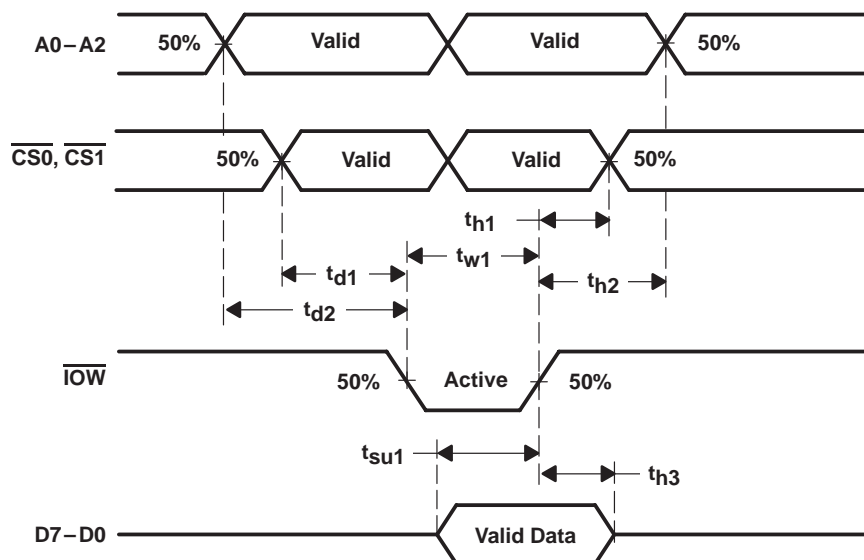 A0–A2 50% Valid Valid 50%
CS0, CS1 50% Valid Valid 50%
th1
tw1
td1
th2
td2
IOW 50% Active 50%
tsu1
th3
D7–D0 Valid Data